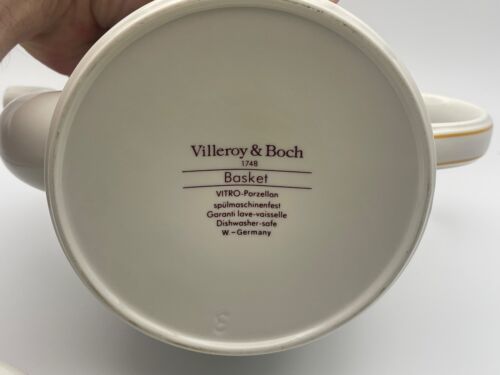 Villeroy & Boch
1748
Basket
VITRO-Porzellan
spülmaschinenfest
Garanti lave-vaisselle
Dishwasher-safe
W.-Germany